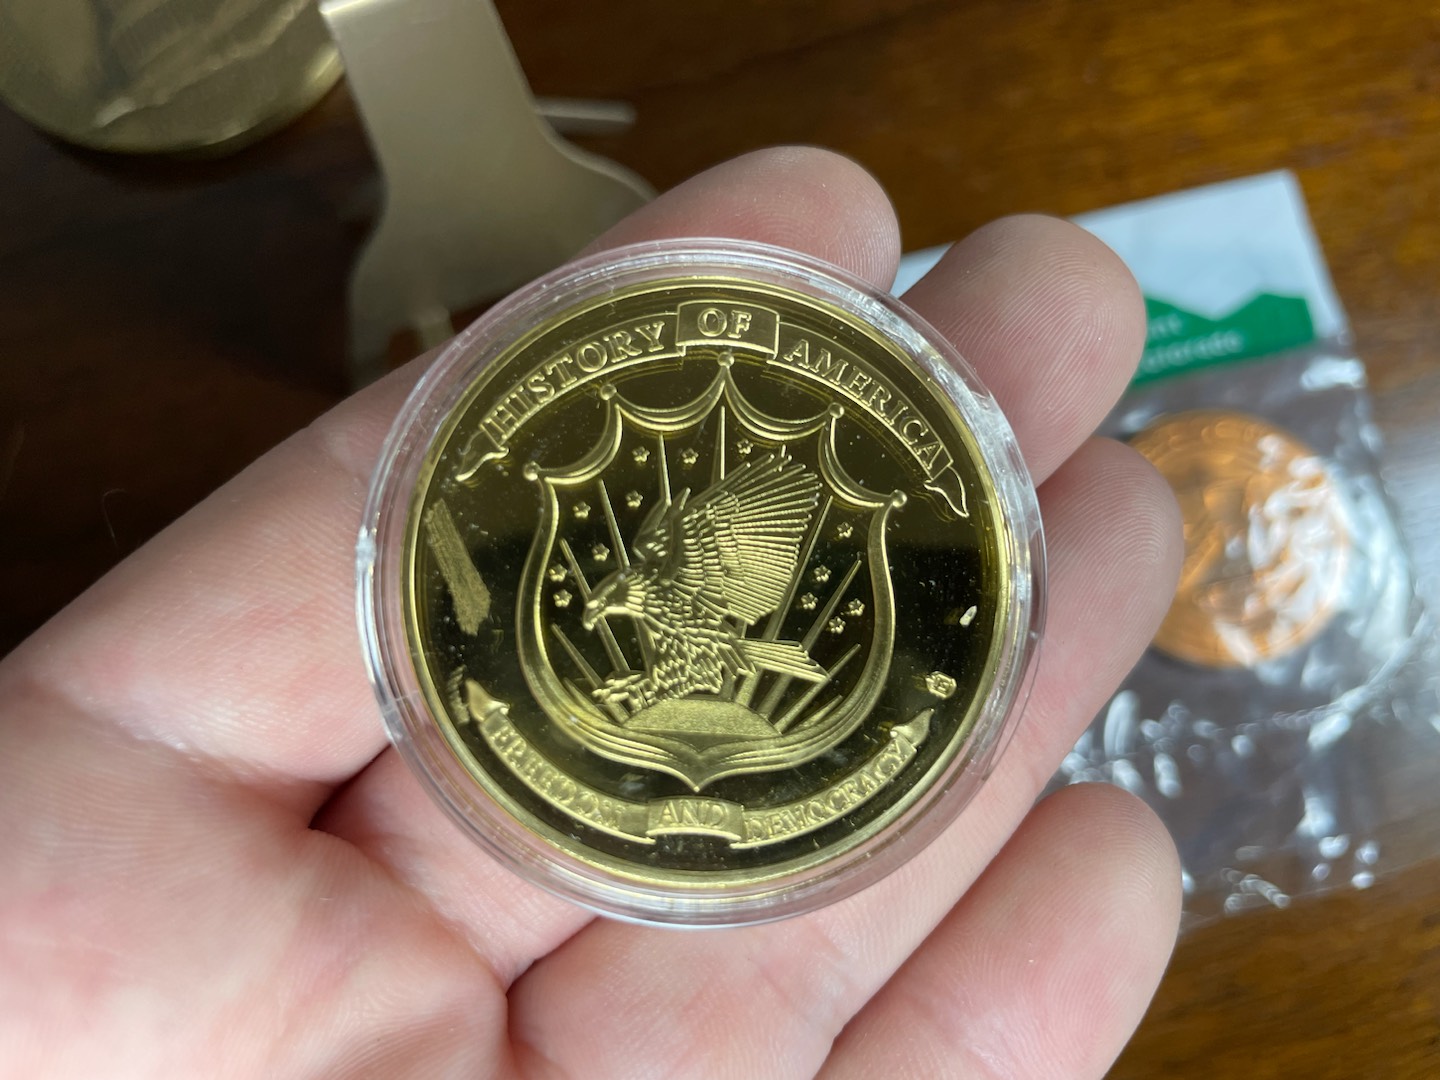 HISTORY OF AMERICA
FREEDOM AND DEMOCRACY